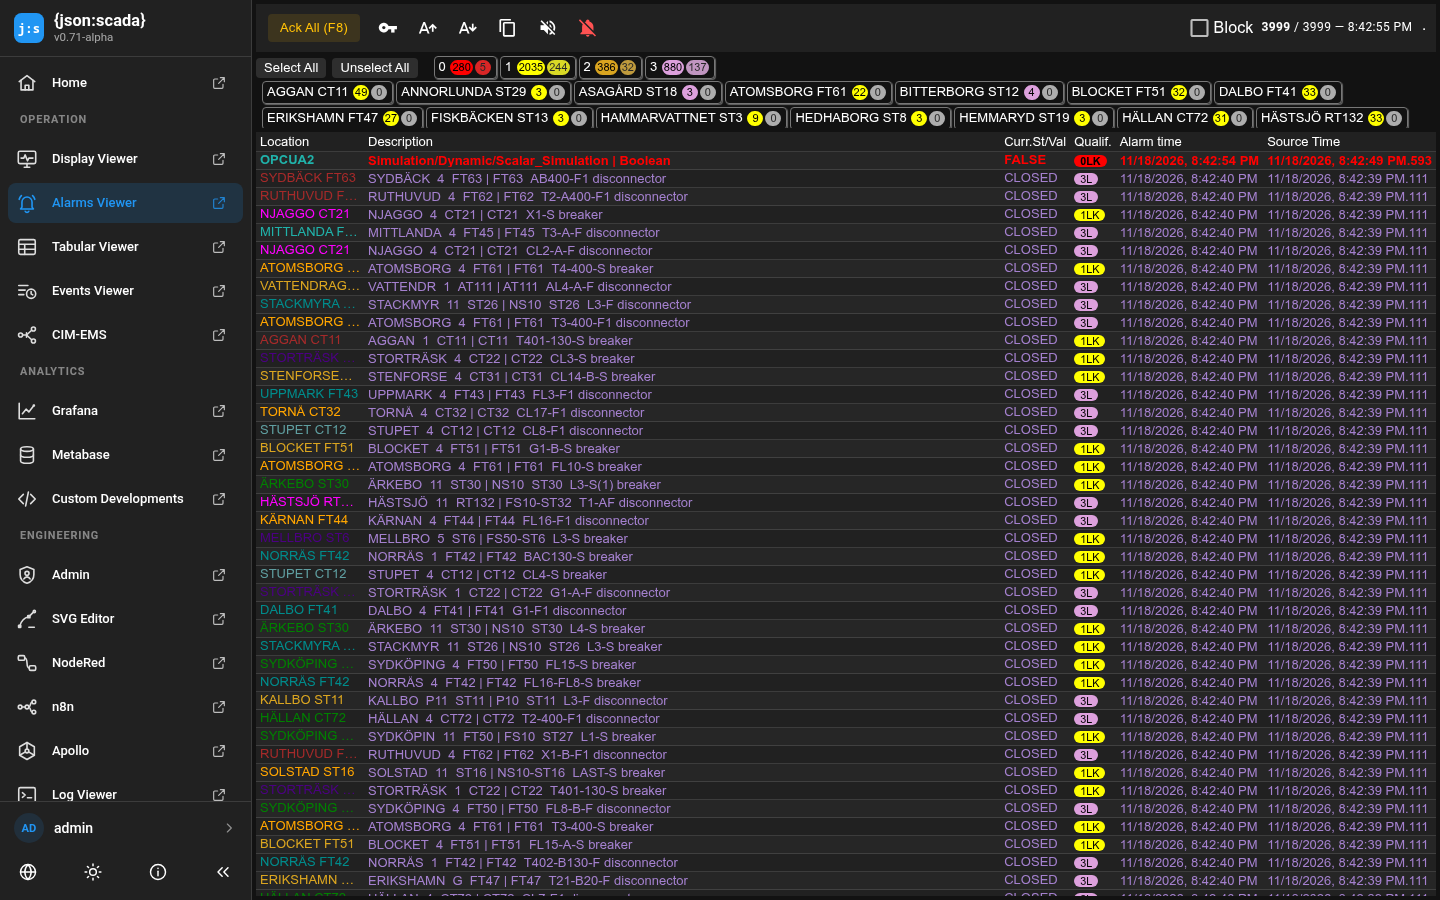 j:s {json:scada}
v0.71-alpha
Home
OPERATION
Display Viewer
Alarms Viewer
Tabular Viewer
Events Viewer
CIM-EMS
ANALYTICS
Grafana
Metabase
Custom Developments
ENGINEERING
Admin
SVG Editor
NodeRed
n8n
Apollo
Log Viewer
AD admin
Ack All (F8) A A Block 3999 / 3999 — 8:42:55 PM .
Select All Unselect All 0 280 5 1 2035 244 2 386 32 3 880 137
AGGAN CT11 49 0 ANNORLUNDA ST29 3 0 ASAGÅRD ST18 3 0 ATOMSBORG FT61 22 0 BITTERBORG ST12 4 0 BLOCKET FT51 32 0 DALBO FT41 33 0
ERIKSHAMN FT47 27 0 FISKBÄCKEN ST13 3 0 HAMMARVATTNET ST3 9 0 HEDHABORG ST8 3 0 HEMMARYD ST19 3 0 HÄLLAN CT72 31 0 HÄSTSJÖ RT132 33 0
Location Description Curr.St/Val Qualif. Alarm time Source Time
OPCUA2 Simulation/Dynamic/Scalar_Simulation | Boolean FALSE 0LK 11/18/2026, 8:42:54 PM 11/18/2026, 8:42:49 PM.593
SYDBÄCK FT63 SYDBÄCK 4 FT63 | FT63 AB400-F1 disconnector CLOSED 3L 11/18/2026, 8:42:40 PM 11/18/2026, 8:42:39 PM.111
RUTHUVUD F... RUTHUVUD 4 FT62 | FT62 T2-A400-F1 disconnector CLOSED 3L 11/18/2026, 8:42:40 PM 11/18/2026, 8:42:39 PM.111
NJAGGO CT21 NJAGGO 4 CT21 | CT21 X1-S breaker CLOSED 1LK 11/18/2026, 8:42:40 PM 11/18/2026, 8:42:39 PM.111
MITTLANDA F... MITTLANDA 4 FT45 | FT45 T3-A-F disconnector CLOSED 3L 11/18/2026, 8:42:40 PM 11/18/2026, 8:42:39 PM.111
NJAGGO CT21 NJAGGO 4 CT21 | CT21 CL2-A-F disconnector CLOSED 3L 11/18/2026, 8:42:40 PM 11/18/2026, 8:42:39 PM.111
ATOMSBORG ... ATOMSBORG 4 FT61 | FT61 T4-400-S breaker CLOSED 1LK 11/18/2026, 8:42:40 PM 11/18/2026, 8:42:39 PM.111
VATTENDRAG... VATTENDR 1 AT111 | AT111 AL4-A-F disconnector CLOSED 3L 11/18/2026, 8:42:40 PM 11/18/2026, 8:42:39 PM.111
STACKMYRA ... STACKMYR 11 ST26 | NS10 ST26 L3-F disconnector CLOSED 3L 11/18/2026, 8:42:40 PM 11/18/2026, 8:42:39 PM.111
ATOMSBORG ... ATOMSBORG 4 FT61 | FT61 T3-400-F1 disconnector CLOSED 3L 11/18/2026, 8:42:40 PM 11/18/2026, 8:42:39 PM.111
AGGAN CT11 AGGAN 1 CT11 | CT11 T401-130-S breaker CLOSED 1LK 11/18/2026, 8:42:40 PM 11/18/2026, 8:42:39 PM.111
STORTRÄSK 4 CT22 | CT22 CL3-S breaker CLOSED 1LK 11/18/2026, 8:42:40 PM 11/18/2026, 8:42:39 PM.111
STENFORSE... STENFORSE 4 CT31 | CT31 CL14-B-S breaker CLOSED 1LK 11/18/2026, 8:42:40 PM 11/18/2026, 8:42:39 PM.111
UPPMARK FT43 UPPMARK 4 FT43 | FT43 FL3-F1 disconnector CLOSED 3L 11/18/2026, 8:42:40 PM 11/18/2026, 8:42:39 PM.111
TORNÅ CT32 TORNÅ 4 CT32 | CT32 CL17-F1 disconnector CLOSED 3L 11/18/2026, 8:42:40 PM 11/18/2026, 8:42:39 PM.111
STUPET CT12 STUPET 4 CT12 | CT12 CL8-F1 disconnector CLOSED 3L 11/18/2026, 8:42:40 PM 11/18/2026, 8:42:39 PM.111
BLOCKET FT51 BLOCKET 4 FT51 | FT51 G1-B-S breaker CLOSED 1LK 11/18/2026, 8:42:40 PM 11/18/2026, 8:42:39 PM.111
ATOMSBORG ... ATOMSBORG 4 FT61 | FT61 FL10-S breaker CLOSED 1LK 11/18/2026, 8:42:40 PM 11/18/2026, 8:42:39 PM.111
ÄRKEBO ST30 ÄRKEBO 11 ST30 | NS10 ST30 L3-S(1) breaker CLOSED 1LK 11/18/2026, 8:42:40 PM 11/18/2026, 8:42:39 PM.111
HÄSTSJÖ RT... HÄSTSJÖ 11 RT132 | FS10-ST32 T1-AF disconnector CLOSED 3L 11/18/2026, 8:42:40 PM 11/18/2026, 8:42:39 PM.111
KÄRNAN FT44 KÄRNAN 4 FT44 | FT44 FL16-F1 disconnector CLOSED 3L 11/18/2026, 8:42:40 PM 11/18/2026, 8:42:39 PM.111
MELLBRO 5 ST6 | FS50-ST6 L3-S breaker CLOSED 1LK 11/18/2026, 8:42:40 PM 11/18/2026, 8:42:39 PM.111
NORRÅS FT42 NORRÅS 1 FT42 | FT42 BAC130-S breaker CLOSED 1LK 11/18/2026, 8:42:40 PM 11/18/2026, 8:42:39 PM.111
STUPET CT12 STUPET 4 CT12 | CT12 CL4-S breaker CLOSED 1LK 11/18/2026, 8:42:40 PM 11/18/2026, 8:42:39 PM.111
STORTRÄSK 1 CT22 | CT22 G1-A-F disconnector CLOSED 3L 11/18/2026, 8:42:40 PM 11/18/2026, 8:42:39 PM.111
DALBO FT41 DALBO 4 FT41 | FT41 G1-F1 disconnector CLOSED 3L 11/18/2026, 8:42:40 PM 11/18/2026, 8:42:39 PM.111
ÄRKEBO ST30 ÄRKEBO 11 ST30 | NS10 ST30 L4-S breaker CLOSED 1LK 11/18/2026, 8:42:40 PM 11/18/2026, 8:42:39 PM.111
STACKMYRA ... STACKMYR 11 ST26 | NS10 ST26 L3-S breaker CLOSED 1LK 11/18/2026, 8:42:40 PM 11/18/2026, 8:42:39 PM.111
SYDKÖPING ... SYDKÖPING 4 FT50 | FT50 FL15-S breaker CLOSED 1LK 11/18/2026, 8:42:40 PM 11/18/2026, 8:42:39 PM.111
NORRÅS FT42 NORRÅS 4 FT42 | FT42 FL16-FL8-S breaker CLOSED 1LK 11/18/2026, 8:42:40 PM 11/18/2026, 8:42:39 PM.111
KALLBO ST11 KALLBO P11 ST11 | P10 ST11 L3-F disconnector CLOSED 3L 11/18/2026, 8:42:40 PM 11/18/2026, 8:42:39 PM.111
HÄLLAN CT72 HÄLLAN 4 CT72 | CT72 T2-400-F1 disconnector CLOSED 3L 11/18/2026, 8:42:40 PM 11/18/2026, 8:42:39 PM.111
SYDKÖPING ... SYDKÖPIN 11 FT50 | FS10 ST27 L1-S breaker CLOSED 1LK 11/18/2026, 8:42:40 PM 11/18/2026, 8:42:39 PM.111
RUTHUVUD F... RUTHUVUD 4 FT62 | FT62 X1-B-F1 disconnector CLOSED 3L 11/18/2026, 8:42:40 PM 11/18/2026, 8:42:39 PM.111
SOLSTAD ST16 SOLSTAD 11 ST16 | NS10-ST16 LAST-S breaker CLOSED 1LK 11/18/2026, 8:42:40 PM 11/18/2026, 8:42:39 PM.111
STORTRÄSK 1 CT22 | CT22 T401-130-S breaker CLOSED 1LK 11/18/2026, 8:42:40 PM 11/18/2026, 8:42:39 PM.111
SYDKÖPING ... SYDKÖPING 4 FT50 | FT50 FL8-B-F disconnector CLOSED 3L 11/18/2026, 8:42:40 PM 11/18/2026, 8:42:39 PM.111
ATOMSBORG ... ATOMSBORG 4 FT61 | FT61 T3-400-S breaker CLOSED 1LK 11/18/2026, 8:42:40 PM 11/18/2026, 8:42:39 PM.111
BLOCKET FT51 BLOCKET 4 FT51 | FT51 FL15-A-S breaker CLOSED 1LK 11/18/2026, 8:42:40 PM 11/18/2026, 8:42:39 PM.111
NORRÅS FT42 NORRÅS 1 FT42 | FT42 T402-B130-F disconnector CLOSED 3L 11/18/2026, 8:42:40 PM 11/18/2026, 8:42:39 PM.111
ERIKSHAMN ... ERIKSHAMN G FT47 | FT47 T21-B20-F disconnector CLOSED 3L 11/18/2026, 8:42:40 PM 11/18/2026, 8:42:39 PM.111